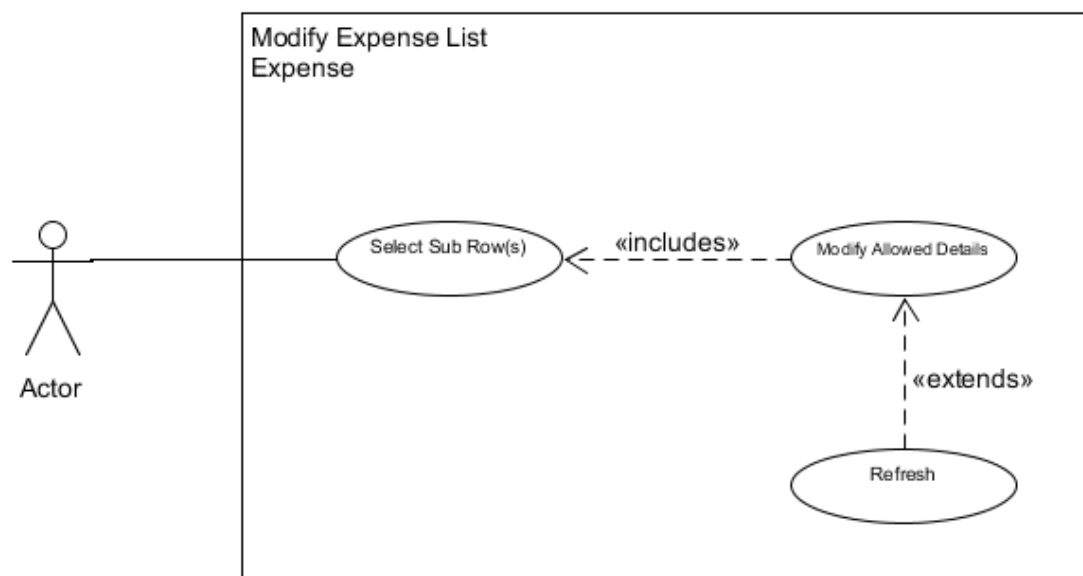 Modify Expense List
Expense
Select Sub Row(s)
«includes»
Modify Allowed Details
Actor
«extends»
Refresh